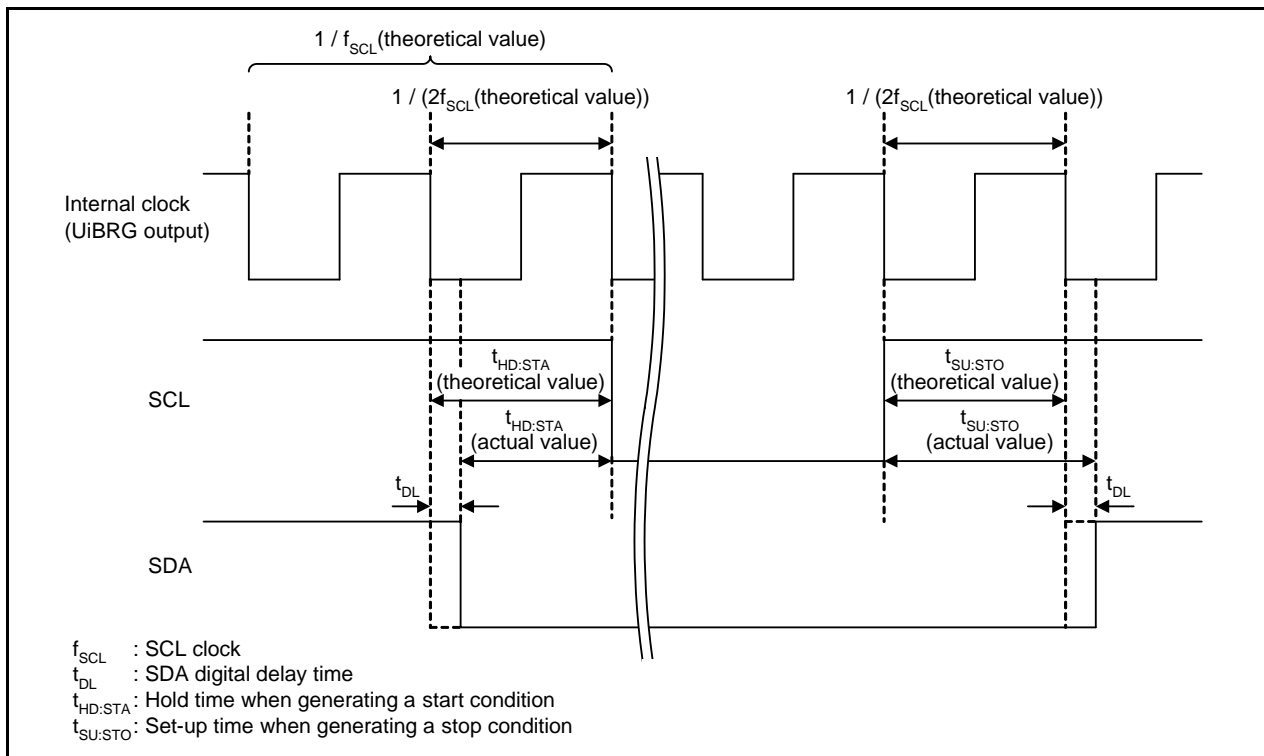 1 / fSCL(theoretical value)
1 / (2fSCL(theoretical value))
1 / (2fSCL(theoretical value))
Internal clock
(UiBRG output)
tHD:STA
(theoretical value)
tSU:STO
(theoretical value)
SCL
tHD:STA
(actual value)
tSU:STO
(actual value)
tDL
tDL
SDA
fSCL : SCL clock
tDL : SDA digital delay time
tHD:STA : Hold time when generating a start condition
tSU:STO : Set-up time when generating a stop condition